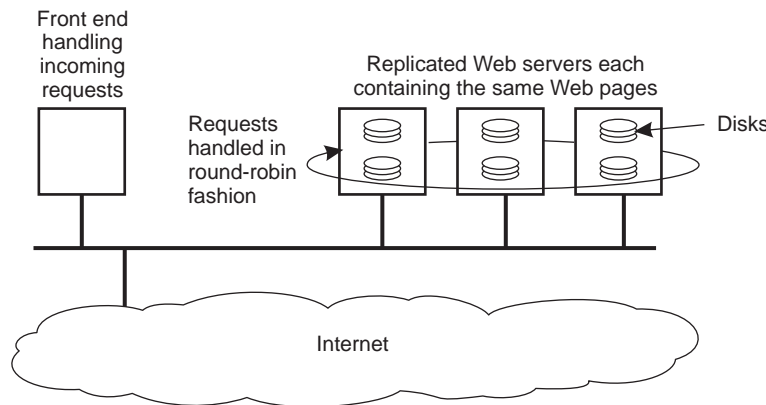 Front end
handling
incoming
requests
Replicated Web servers each
containing the same Web pages
Requests
handled in
round-robin
fashion
Disks
Internet